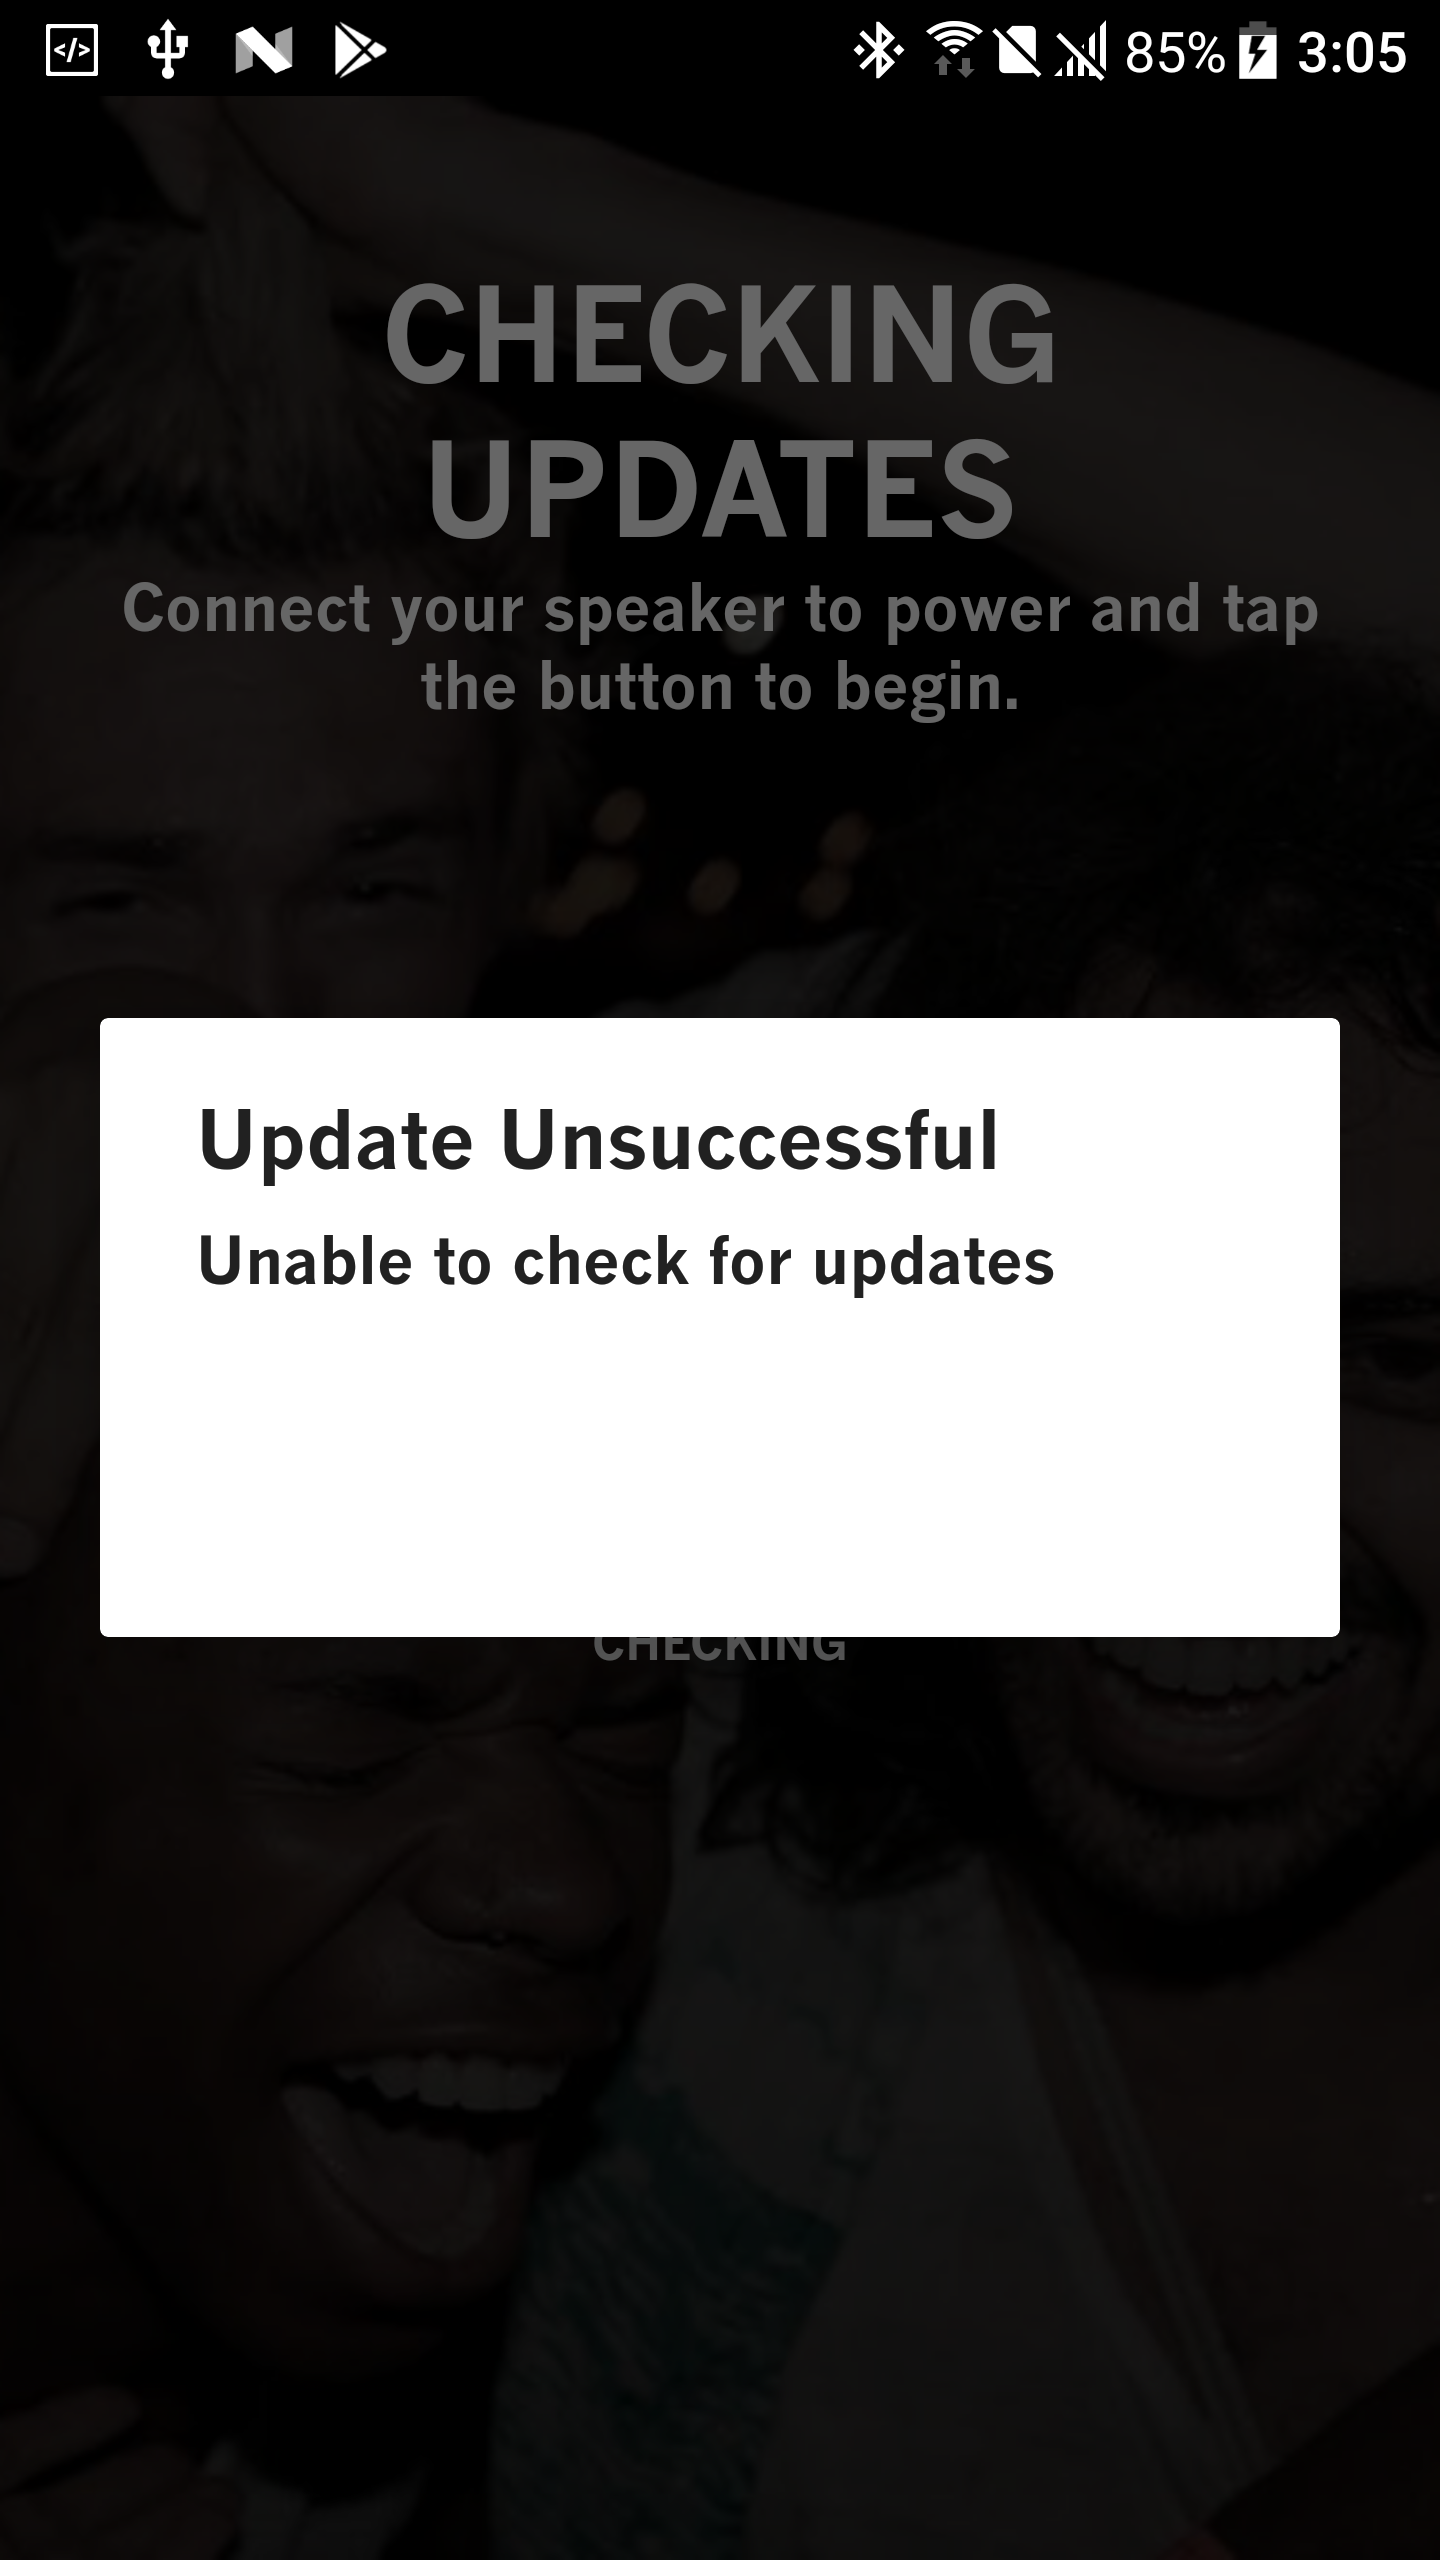 85% 3:05
CHECKING
UPDATES
Connect your speaker to power and tap
the button to begin.
Update Unsuccessful
Unable to check for updates
CHECKING